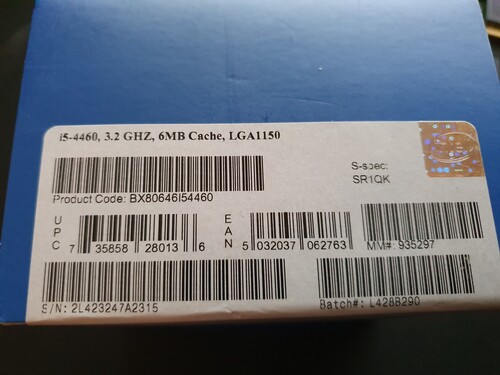 i5-4460, 3.2 GHZ, 6MB Cache, LGA1150
S-spec:
SR1QK
Product Code: BX80646I54460
UPC 7 35858 28013 6
EAN 5 032037 062763
MM#: 935297
S/N: 2L423247A2315
Batch#: L428B290